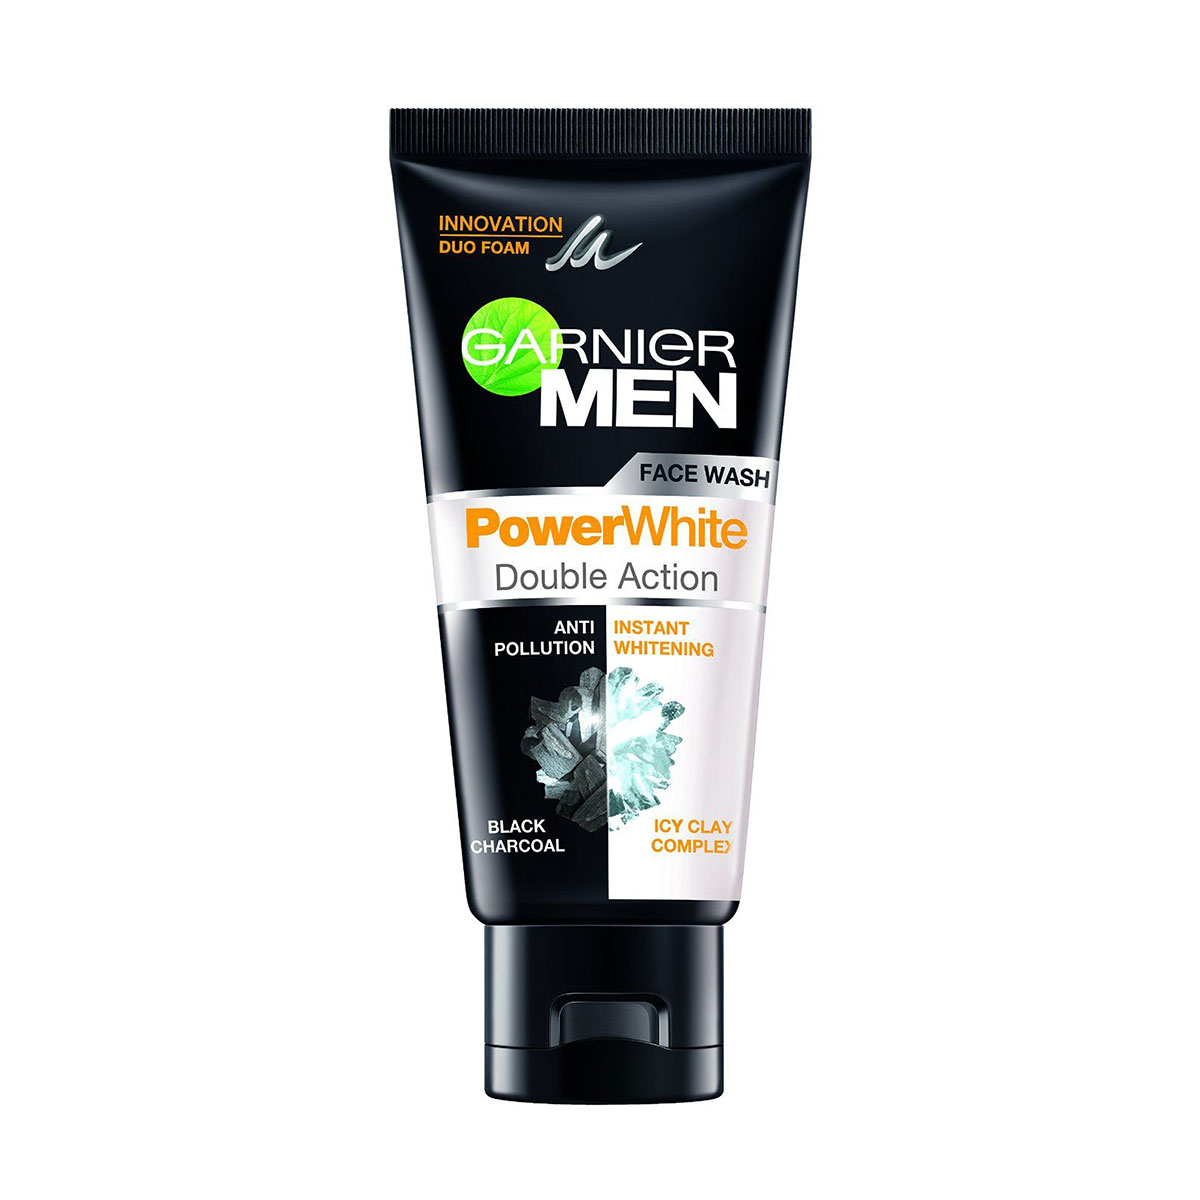 INNOVATION
DUO FOAM
GARNIER
MEN
FACE WASH
PowerWhite
Double Action
ANTI
POLLUTION
INSTANT
WHITENING
BLACK
CHARCOAL
ICY CLAY
COMPLEX